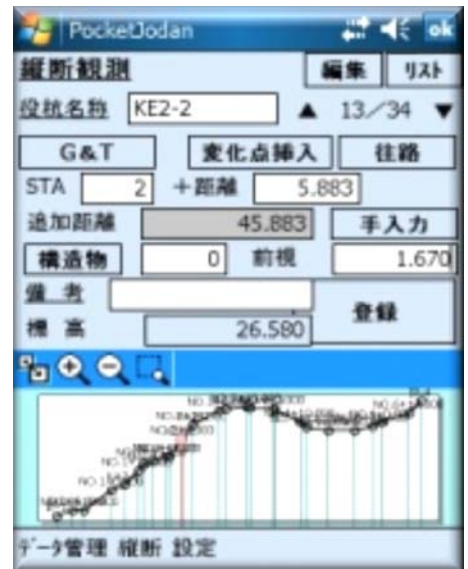 PocketJodan ok
縦断観測 編集 リスト
役杭名称 KE2-2 ▲ 13/34 ▼
G&T 変化点挿入 往路
STA 2 +距離 5.883
追加距離 45.883 手入力
構造物 0 前視 1.670
備考
標高 26.580 登録
データ管理 縦断 設定